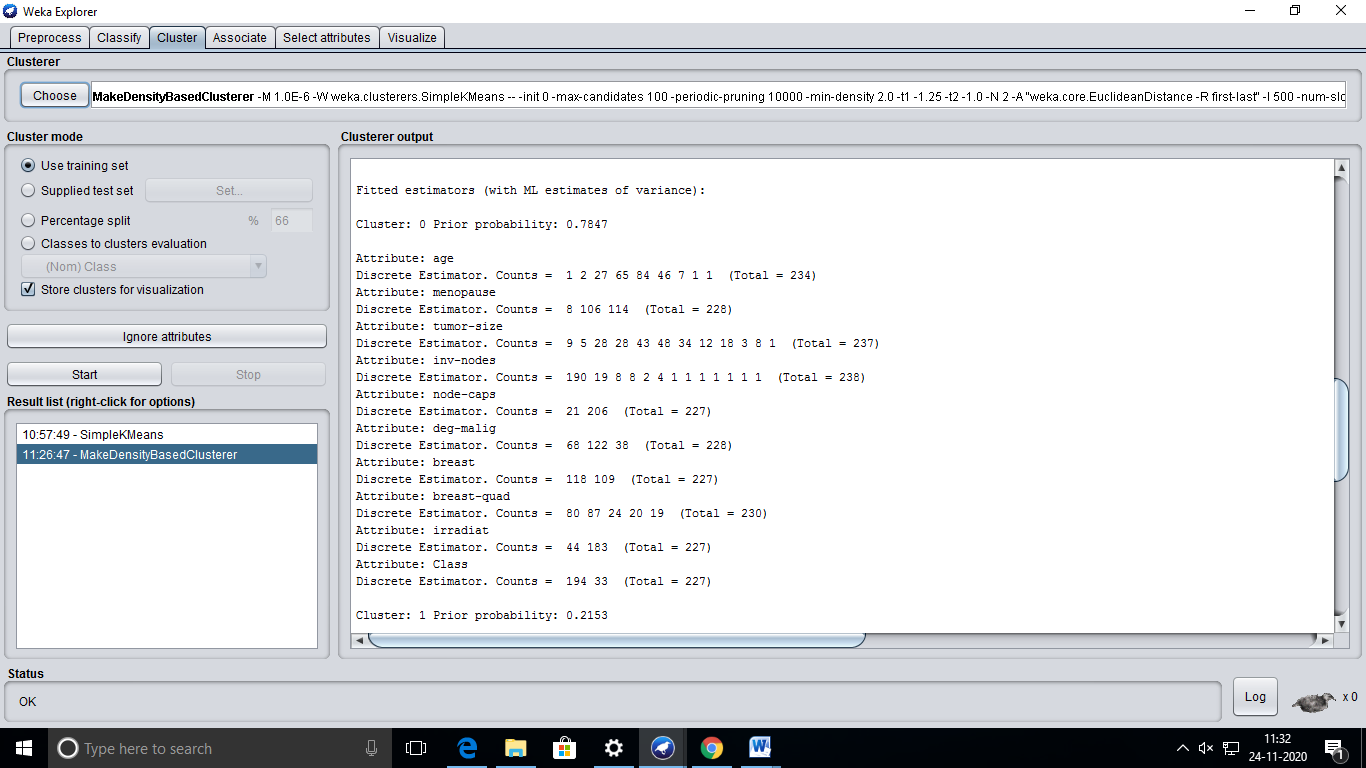 Weka Explorer
Preprocess Classify Cluster Associate Select attributes Visualize
Clusterer
Choose MakeDensityBasedClusterer -M 1.0E-6 -W weka.clusterers.SimpleKMeans -- -init 0 -max-candidates 100 -periodic-pruning 10000 -min-density 2.0 -t1 -1.25 -t2 -1.0 -N 2 -A "weka.core.EuclideanDistance -R first-last" -I 500 -num-slo
Cluster mode
Use training set
Supplied test set Set...
Percentage split % 66
Classes to clusters evaluation
(Nom) Class
Store clusters for visualization
Ignore attributes
Start Stop
Result list (right-click for options)
10:57:49 - SimpleKMeans
11:26:47 - MakeDensityBasedClusterer
Clusterer output
Fitted estimators (with ML estimates of variance):
Cluster: 0 Prior probability: 0.7847
Attribute: age
Discrete Estimator. Counts = 1 2 27 65 84 46 7 1 1 (Total = 234)
Attribute: menopause
Discrete Estimator. Counts = 8 106 114 (Total = 228)
Attribute: tumor-size
Discrete Estimator. Counts = 9 5 28 28 43 48 34 12 18 3 8 1 (Total = 237)
Attribute: inv-nodes
Discrete Estimator. Counts = 190 19 8 8 2 4 1 1 1 1 1 1 1 (Total = 238)
Attribute: node-caps
Discrete Estimator. Counts = 21 206 (Total = 227)
Attribute: deg-malig
Discrete Estimator. Counts = 68 122 38 (Total = 228)
Attribute: breast
Discrete Estimator. Counts = 118 109 (Total = 227)
Attribute: breast-quad
Discrete Estimator. Counts = 80 87 24 20 19 (Total = 230)
Attribute: irradiat
Discrete Estimator. Counts = 44 183 (Total = 227)
Attribute: Class
Discrete Estimator. Counts = 194 33 (Total = 227)
Cluster: 1 Prior probability: 0.2153
Status
OK
Log
x 0
Type here to search
11:32
24-11-2020
1